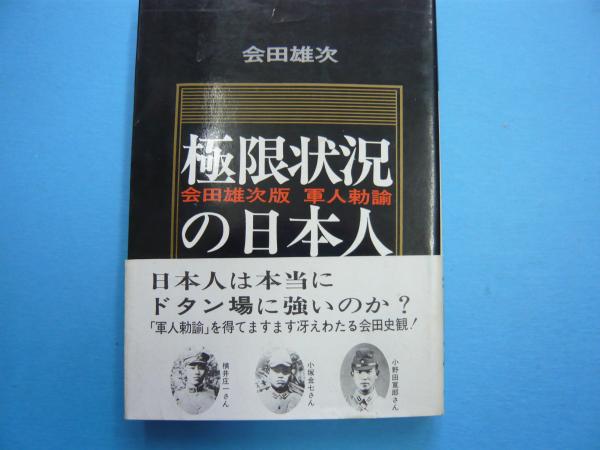 会田雄次
極限状況
会田雄次版 軍人勅諭
の日本人
日本人は本当に
ドタン場に強いのか？
「軍人勅諭」を得てますます冴えわたる会田史観！
横井庄一さん
小塚金七さん
小野田寛郎さん